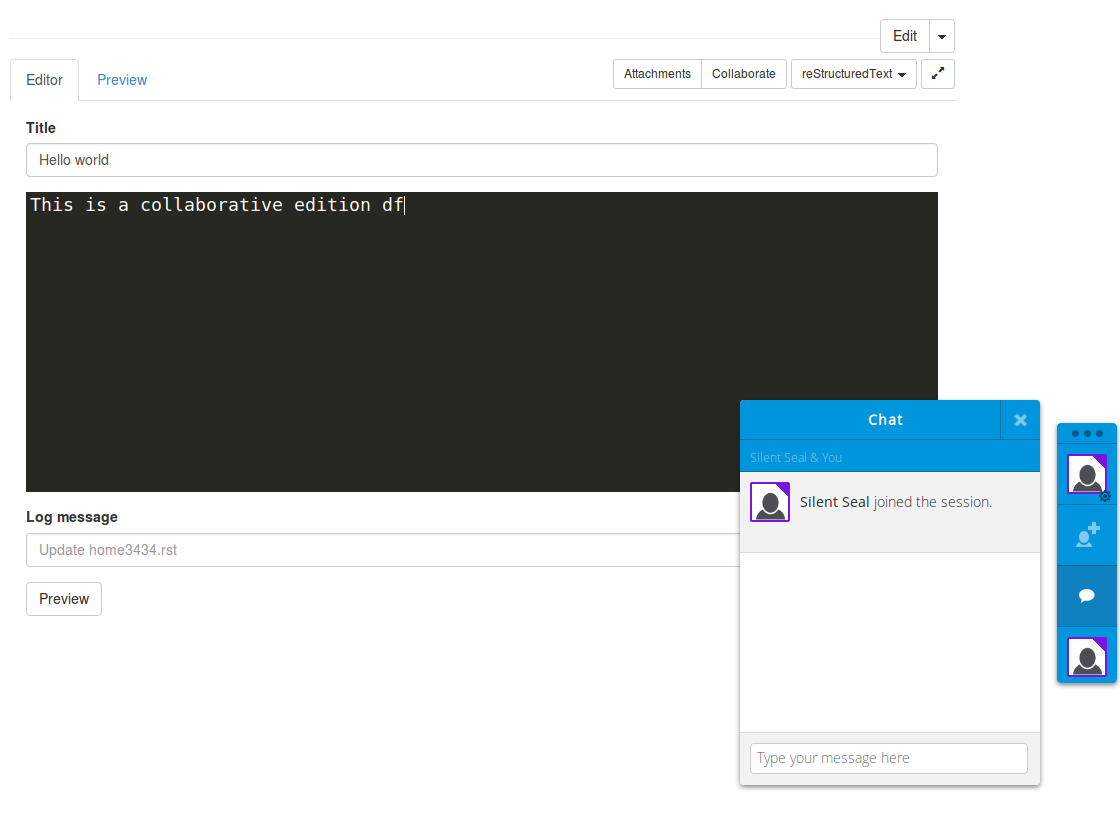 Edit
Editor Preview Attachments Collaborate reStructuredText
Title
Hello world
This is a collaborative edition df
Log message
Update home3434.rst
Preview
Chat
Silent Seal & You
Silent Seal joined the session.
Type your message here